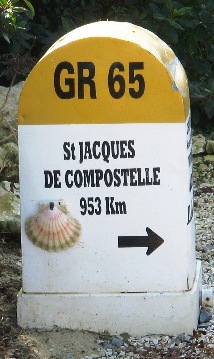 GR 65
St JACQUES
DE COMPOSTELLE
953 Km